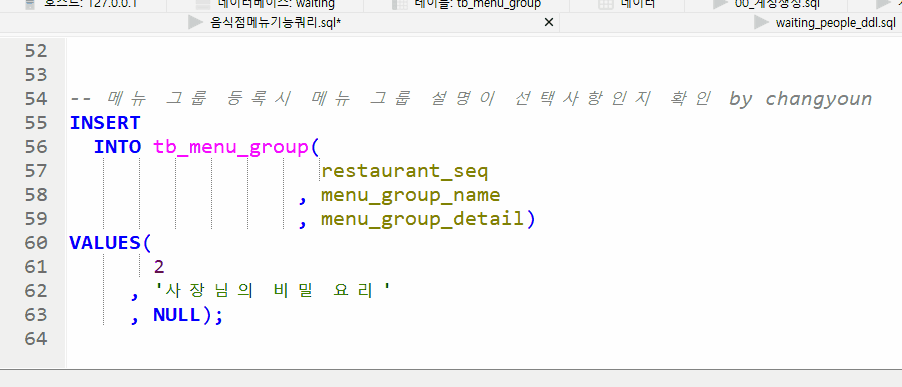 호스트: 127.0.0.1 데이터베이스: waiting 테이블: tb_menu_group 데이터 00_계정생성.sql
음식점메뉴기능쿼리.sql* × waiting_people_ddl.sql
52
53
54 -- 메뉴 그룹 등록시 메뉴 그룹 설명이 선택사항인지 확인 by changyoun
55 INSERT
56 INTO tb_menu_group(
57 restaurant_seq
58 , menu_group_name
59 , menu_group_detail)
60 VALUES(
61 2
62 , '사장님의 비밀 요리'
63 , NULL);
64